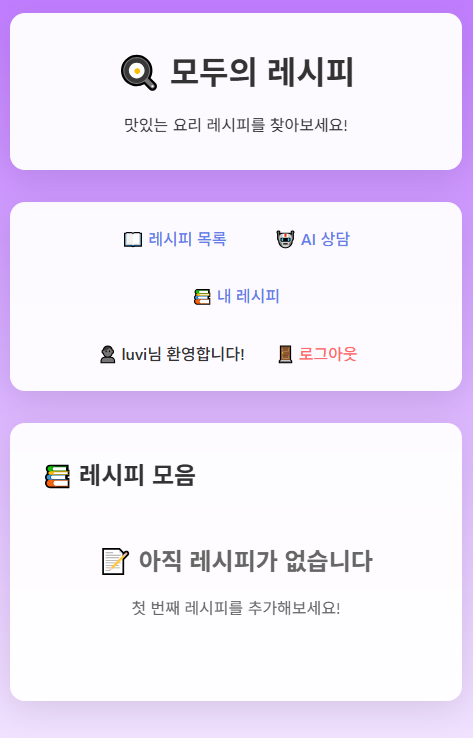 모두의 레시피
맛있는 요리 레시피를 찾아보세요!
레시피 목록 AI 상담
내 레시피
luvi님 환영합니다! 로그아웃
레시피 모음
아직 레시피가 없습니다
첫 번째 레시피를 추가해보세요!